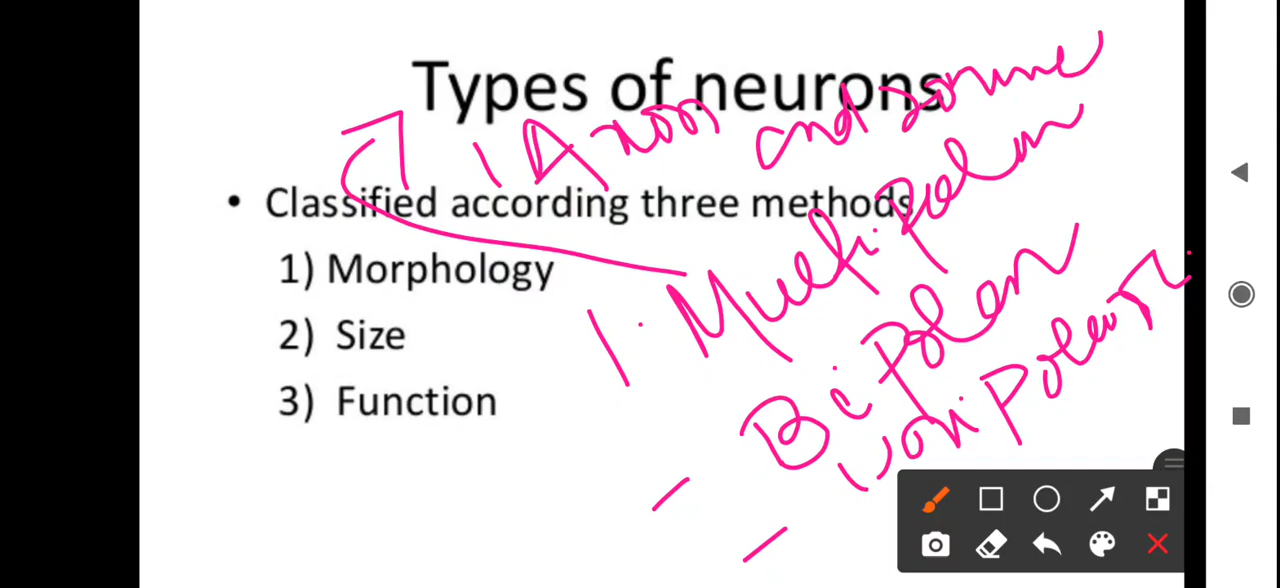 Types of neurons
1 Axon and
• Classified according three methods
1) Morphology
1. Multipolar
2) Size
Bipolar
3) Function
Unipolar